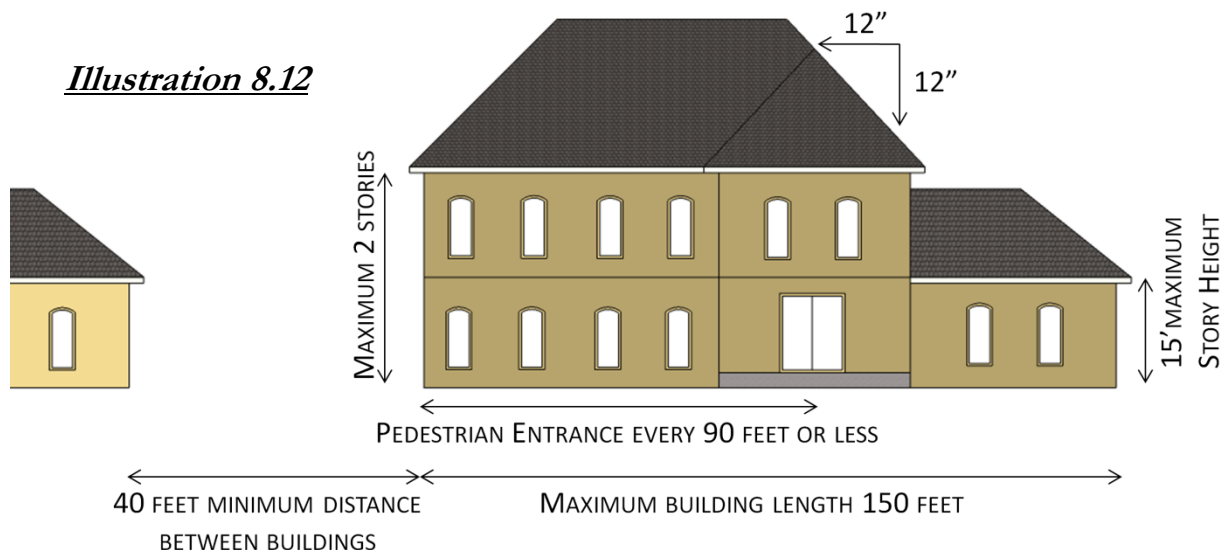 Illustration 8.12
12”
12”
MAXIMUM 2 STORIES
15’MAXIMUM
STORY HEIGHT
PEDESTRIAN ENTRANCE EVERY 90 FEET OR LESS
40 FEET MINIMUM DISTANCE
BETWEEN BUILDINGS
MAXIMUM BUILDING LENGTH 150 FEET